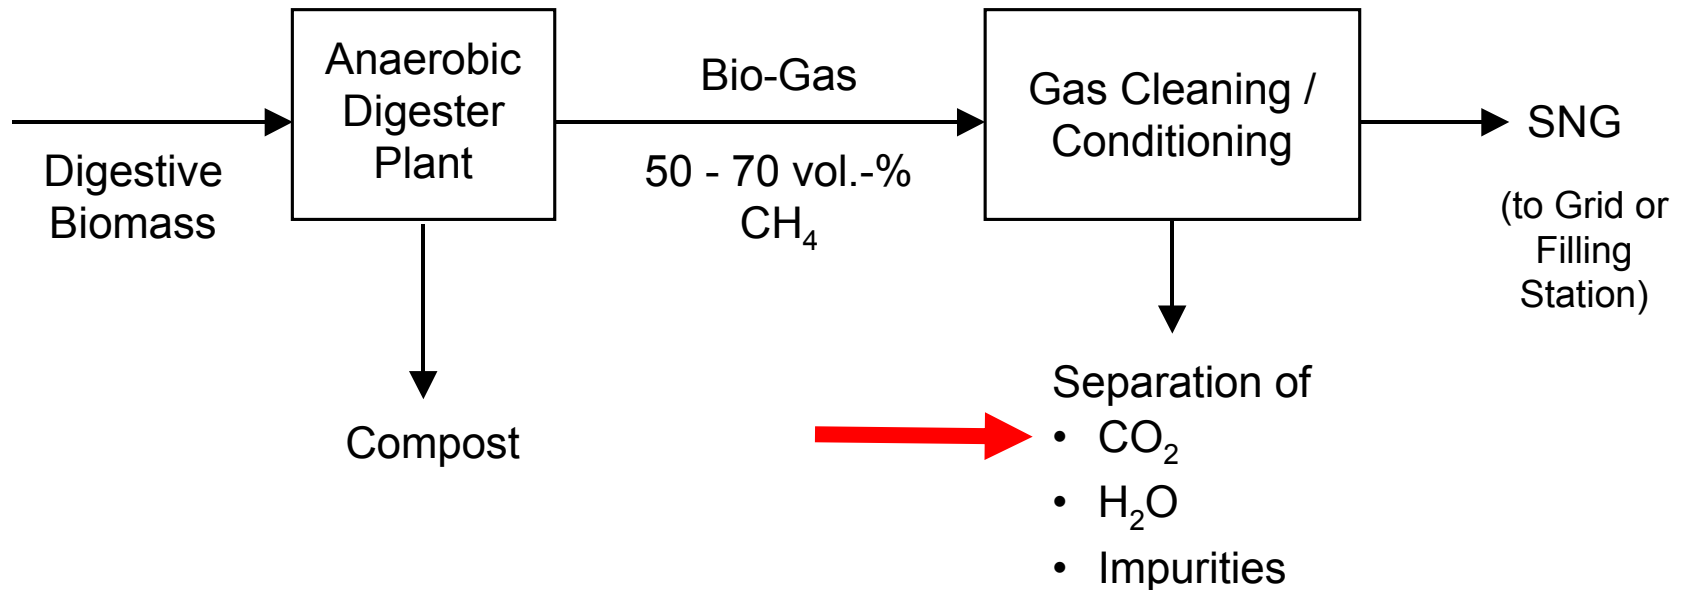 Anaerobic
Digester
Plant
Bio-Gas
Gas Cleaning /
Conditioning
SNG
Digestive
Biomass
50 - 70 vol.-%
CH₄
(to Grid or
Filling
Station)
Compost
Separation of
• CO₂
• H₂O
• Impurities